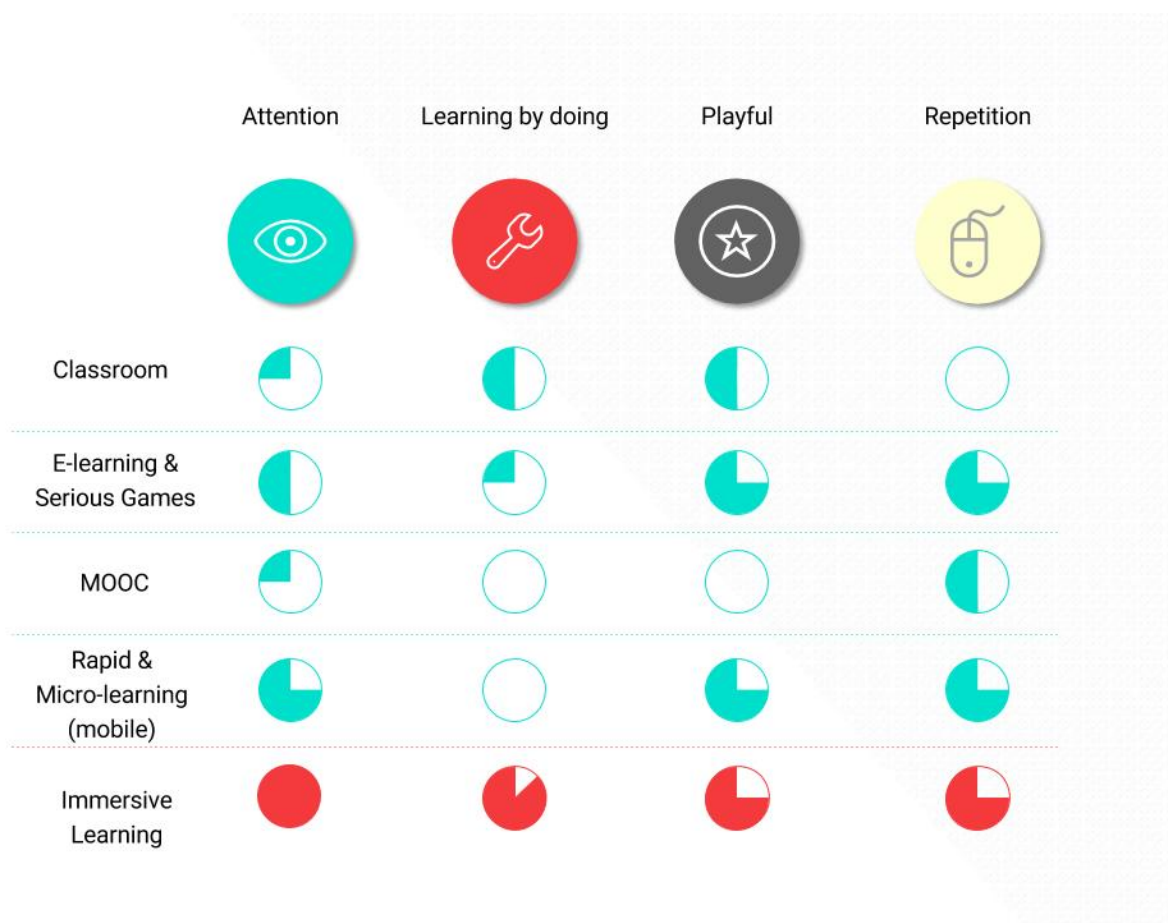 Attention Learning by doing Playful Repetition
Classroom
E-learning &
Serious Games
MOOC
Rapid &
Micro-learning
(mobile)
Immersive
Learning